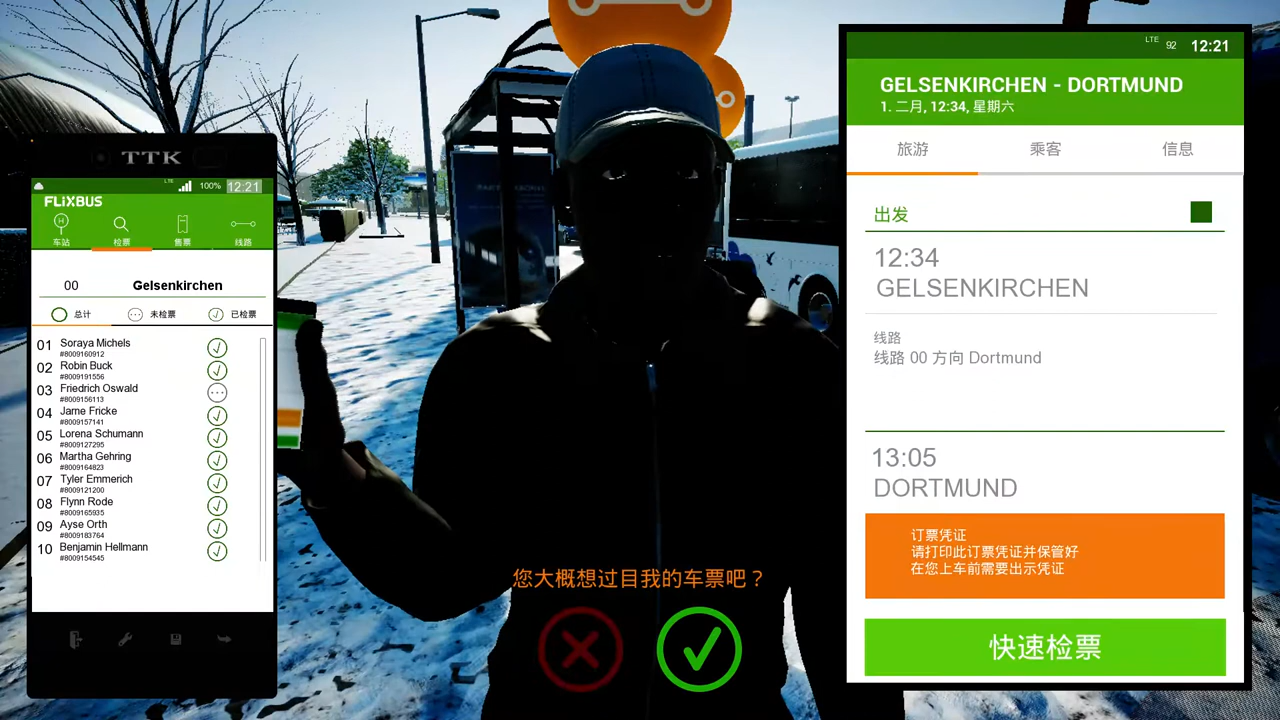 TTK
LTE 100% 12:21
FLiXBUS
车站 检票 售票 线路
00 Gelsenkirchen
总计 未检票 已检票
01 Soraya Michels
#8009160912
02 Robin Buck
#8009191556
03 Friedrich Oswald
#8009156113
04 Jame Fricke
#8009157141
05 Lorena Schumann
#8009127295
06 Martha Gehring
#8009164823
07 Tyler Emmerich
#8009121200
08 Flynn Rode
#8009165935
09 Ayse Orth
#8009183764
10 Benjamin Hellmann
#8009154545
您大概想过目我的车票吧？
LTE 92 12:21
GELSENKIRCHEN - DORTMUND
1. 二月, 12:34, 星期六
旅游 乘客 信息
出发
12:34
GELSENKIRCHEN
线路
线路 00 方向 Dortmund
13:05
DORTMUND
订票凭证
请打印此订票凭证并保管好
在您上车前需要出示凭证
快速检票